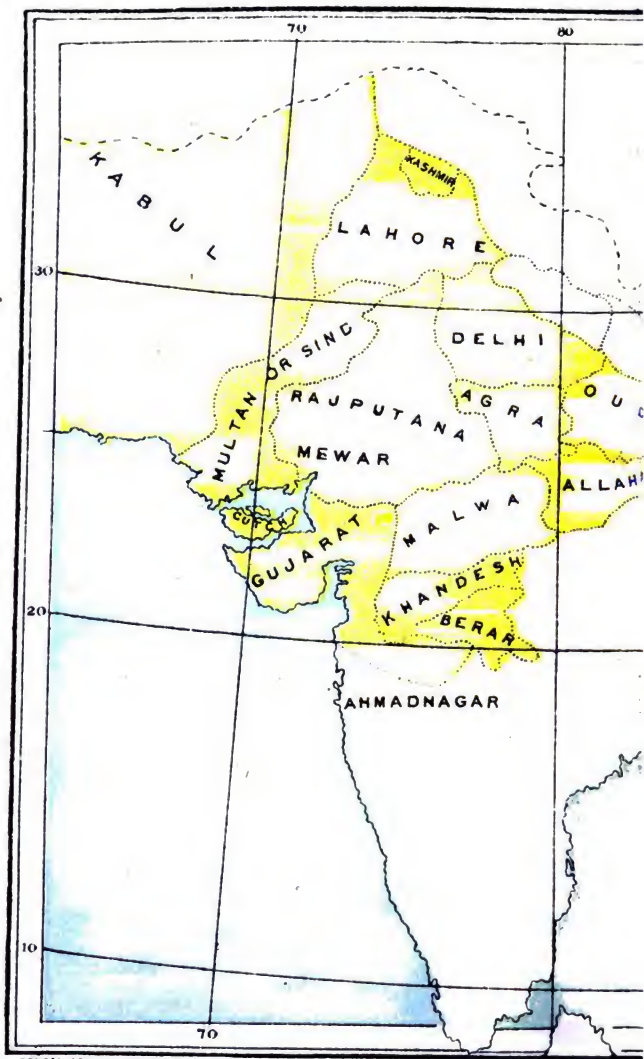 70 80
KASHMIR
KABUL
LAHORE
30
DELHI
MULTAN OR SIND
RAJPUTANA
AGRA
MEWAR
ALLAH
MALWA
CUTCH
GUJARAT
KHANDESH
20
BERAR
AHMADNAGAR
10
70